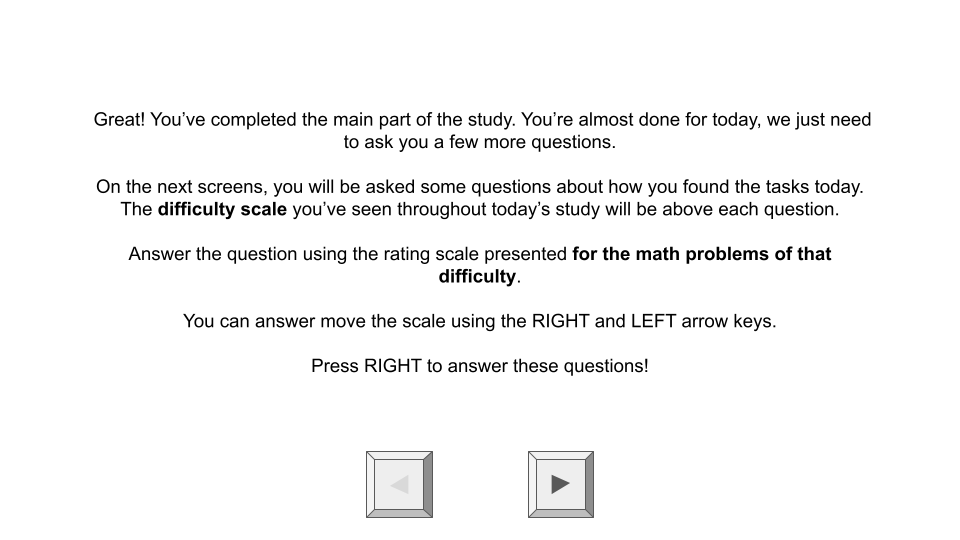 Great! You’ve completed the main part of the study. You’re almost done for today, we just need
to ask you a few more questions.
On the next screens, you will be asked some questions about how you found the tasks today.
The difficulty scale you’ve seen throughout today’s study will be above each question.
Answer the question using the rating scale presented for the math problems of that
difficulty.
You can answer move the scale using the RIGHT and LEFT arrow keys.
Press RIGHT to answer these questions!